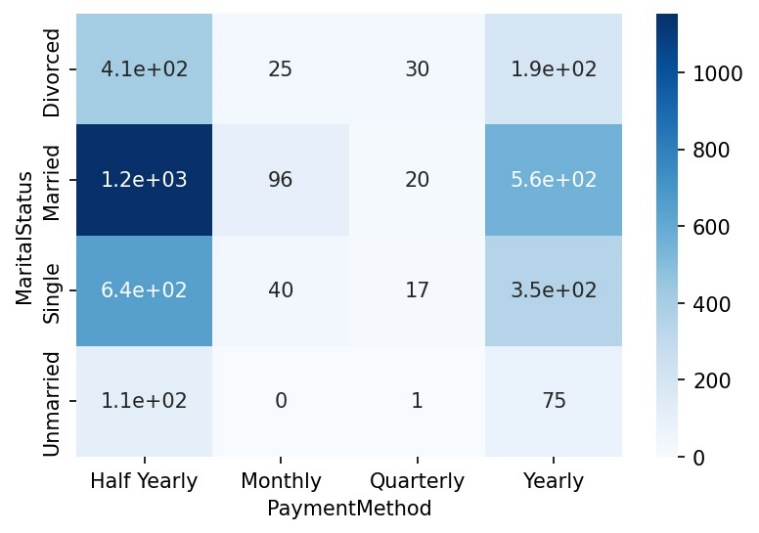 MaritalStatus
Divorced 4.1e+02 25 30 1.9e+02
Married 1.2e+03 96 20 5.6e+02
Single 6.4e+02 40 17 3.5e+02
Unmarried 1.1e+02 0 1 75
Half Yearly Monthly Quarterly Yearly
PaymentMethod
1000
800
600
400
200
0